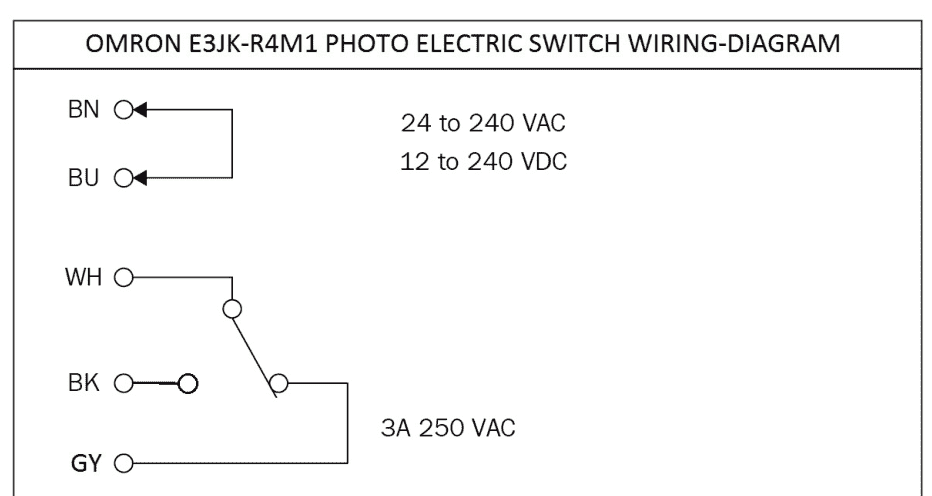 OMRON E3JK-R4M1 PHOTO ELECTRIC SWITCH WIRING-DIAGRAM
BN
24 to 240 VAC
12 to 240 VDC
BU
WH
BK
3A 250 VAC
GY